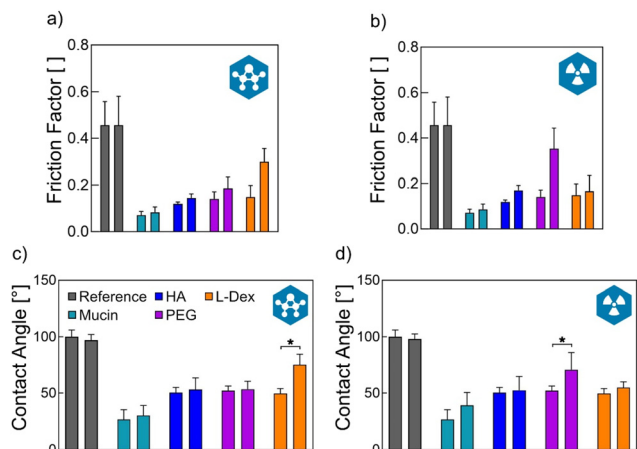 a)
b)
Friction Factor [ ]
0.8
0.6
0.4
0.2
0.0
Friction Factor [ ]
0.8
0.6
0.4
0.2
0.0
c)
d)
Contact Angle [°]
150
100
50
0
Reference HA L-Dex
Mucin PEG
*
Contact Angle [°]
150
100
50
0
*